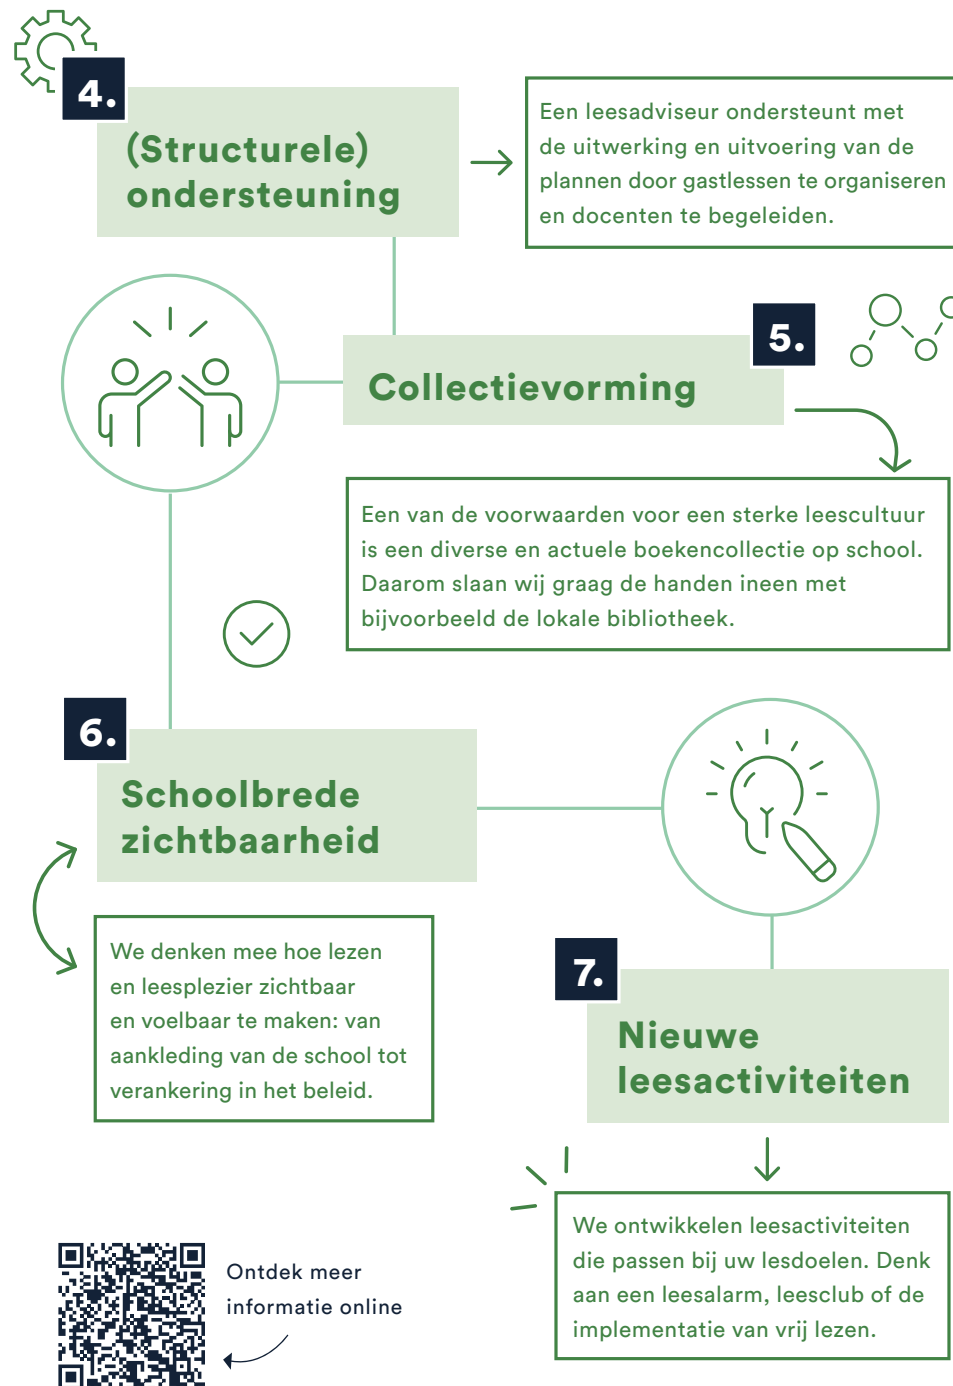 4.
(Structurele)
ondersteuning
Een leesadviseur ondersteunt met
de uitwerking en uitvoering van de
plannen door gastlessen te organiseren
en docenten te begeleiden.
5.
Collectievorming
Een van de voorwaarden voor een sterke leescultuur
is een diverse en actuele boekencollectie op school.
Daarom slaan wij graag de handen ineen met
bijvoorbeeld de lokale bibliotheek.
6.
Schoolbrede
zichtbaarheid
We denken mee hoe lezen
en leesplezier zichtbaar
en voelbaar te maken: van
aankleding van de school tot
verankering in het beleid.
7.
Nieuwe
leesactiviteiten
We ontwikkelen leesactiviteiten
die passen bij uw lesdoelen. Denk
aan een leesalarm, leesclub of de
implementatie van vrij lezen.
Ontdek meer
informatie online